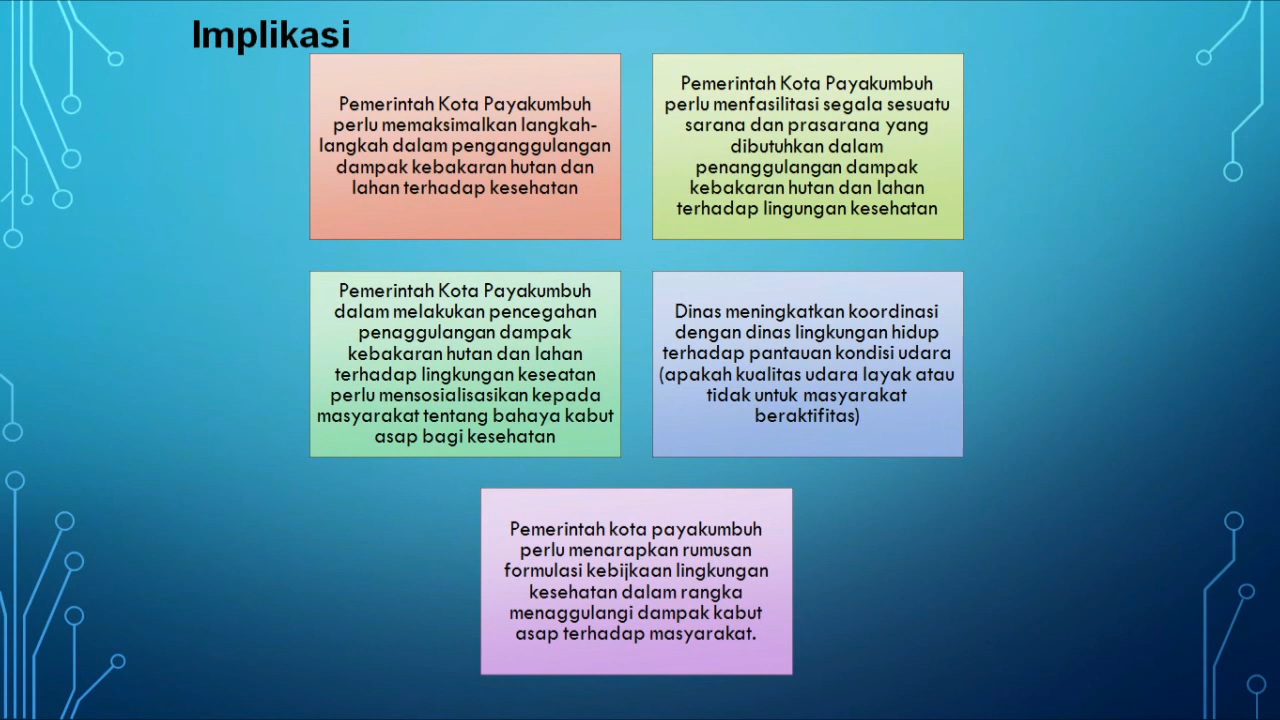 Implikasi
Pemerintah Kota Payakumbuh
perlu memaksimalkan langkah-
langkah dalam penganggulangan
dampak kebakaran hutan dan
lahan terhadap kesehatan
Pemerintah Kota Payakumbuh
perlu menfasilitasi segala sesuatu
sarana dan prasarana yang
dibutuhkan dalam
penanggulangan dampak
kebakaran hutan dan lahan
terhadap lingungan kesehatan
Pemerintah Kota Payakumbuh
dalam melakukan pencegahan
penaggulangan dampak
kebakaran hutan dan lahan
terhadap lingkungan keseatan
perlu mensosialisasikan kepada
masyarakat tentang bahaya kabut
asap bagi kesehatan
Dinas meningkatkan koordinasi
dengan dinas lingkungan hidup
terhadap pantauan kondisi udara
(apakah kualitas udara layak atau
tidak untuk masyarakat
beraktifitas)
Pemerintah kota payakumbuh
perlu menarapkan rumusan
formulasi kebijkaan lingkungan
kesehatan dalam rangka
menaggulangi dampak kabut
asap terhadap masyarakat.